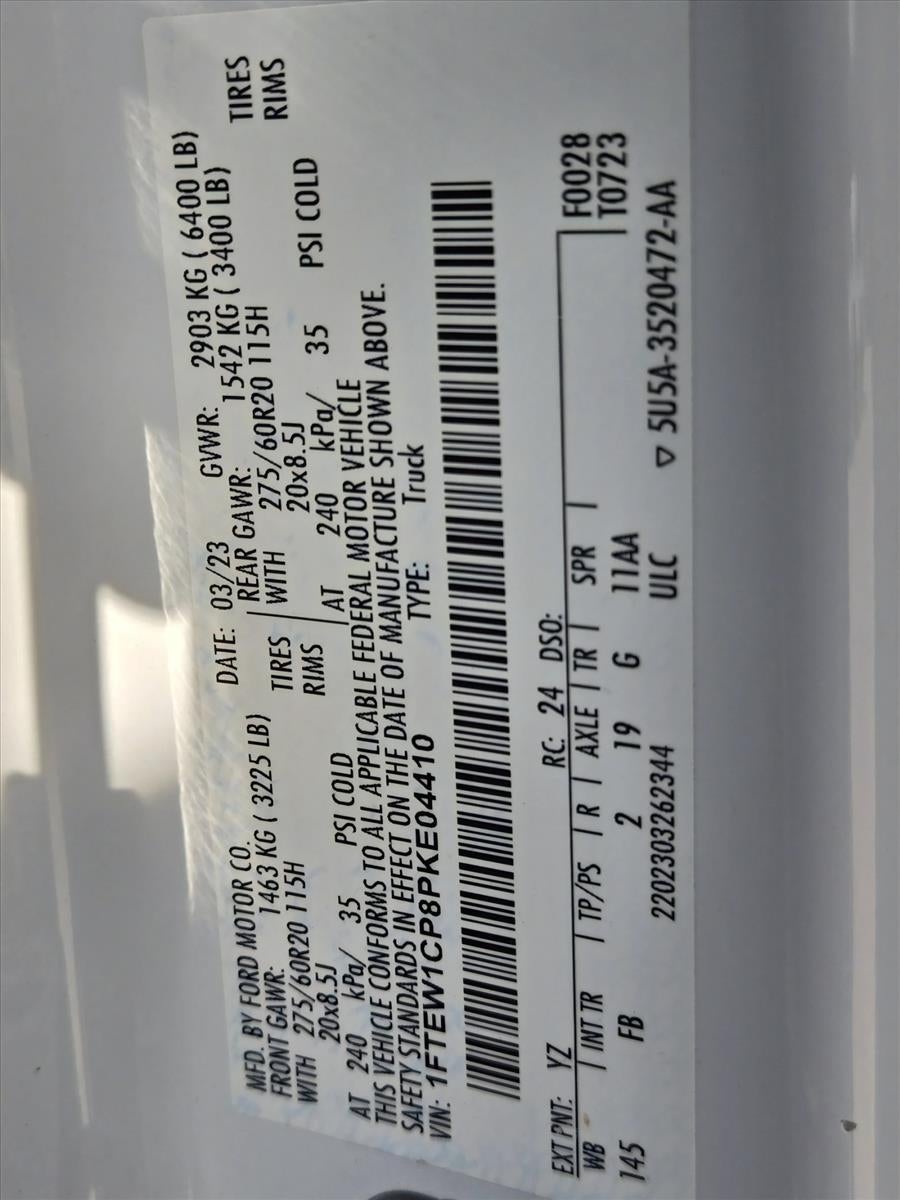 MFD. BY FORD MOTOR CO. DATE: 03/23 GVWR: 2903 KG ( 6400 LB)
FRONT GAWR: 1463 KG ( 3225 LB) REAR GAWR: 1542 KG ( 3400 LB)
WITH 275/60R20 115H TIRES WITH 275/60R20 115H TIRES
20x8.5J RIMS 20x8.5J RIMS
AT 240 kPa/ 35 PSI COLD AT 240 kPa/ 35 PSI COLD
THIS VEHICLE CONFORMS TO ALL APPLICABLE FEDERAL MOTOR VEHICLE
SAFETY STANDARDS IN EFFECT ON THE DATE OF MANUFACTURE SHOWN ABOVE.
VIN: 1FTEW1CP8PKE04410 TYPE: Truck
EXT PNT: YZ RC: 24 DSO: F0028
WB INT TR TP/PS R AXLE TR SPR T0723
145 FB 2 19 G 11AA
2202303262344 ULC ▽ 5U5A-3520472-AA